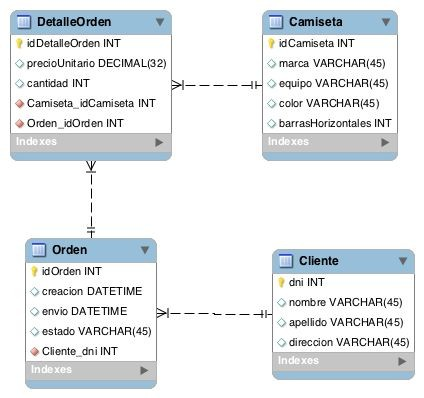 DetalleOrden
idDetalleOrden INT
precioUnitario DECIMAL(32)
cantidad INT
Camiseta_idCamiseta INT
Orden_idOrden INT
Indexes
Camiseta
idCamiseta INT
marca VARCHAR(45)
equipo VARCHAR(45)
color VARCHAR(45)
barrasHorizontales INT
Indexes
Orden
idOrden INT
creacion DATETIME
envio DATETIME
estado VARCHAR(45)
Cliente_dni INT
Indexes
Cliente
dni INT
nombre VARCHAR(45)
apellido VARCHAR(45)
direccion VARCHAR(45)
Indexes